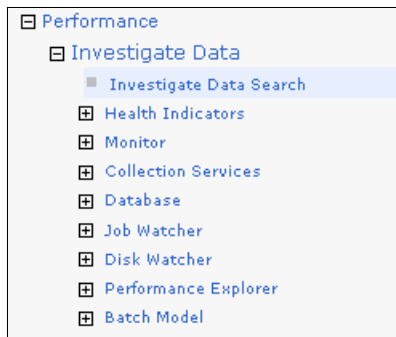 Performance
Investigate Data
Investigate Data Search
Health Indicators
Monitor
Collection Services
Database
Job Watcher
Disk Watcher
Performance Explorer
Batch Model